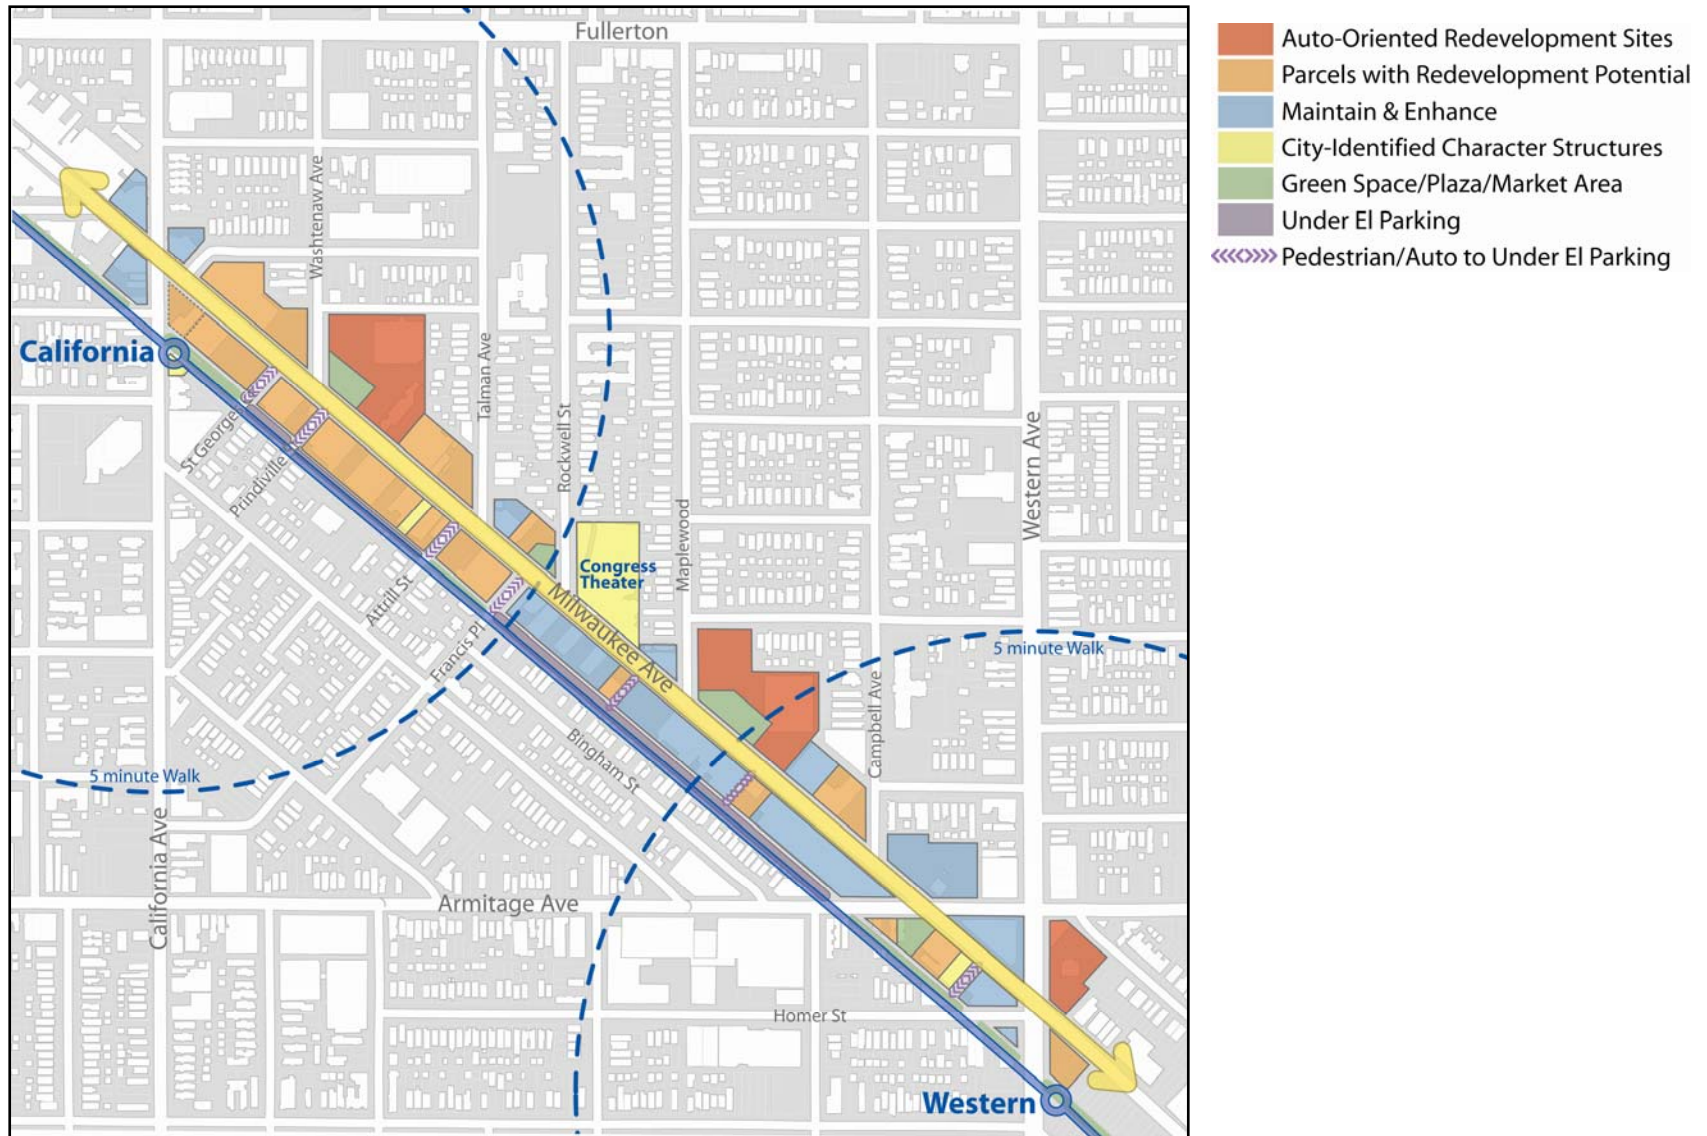 Fullerton
Auto-Oriented Redevelopment Sites
Parcels with Redevelopment Potential
Maintain & Enhance
City-Identified Character Structures
Green Space/Plaza/Market Area
Under El Parking
Pedestrian/Auto to Under El Parking
Washtenaw Ave
California
Talman Ave
Rockwell St
St George
Prindiville
Western Ave
Maplewood
Congress
Theater
Milwaukee Ave
Attrill St
Francis Pl
5 minute Walk
Campbell Ave
Bingham St
5 minute Walk
California Ave
Armitage Ave
Homer St
Western